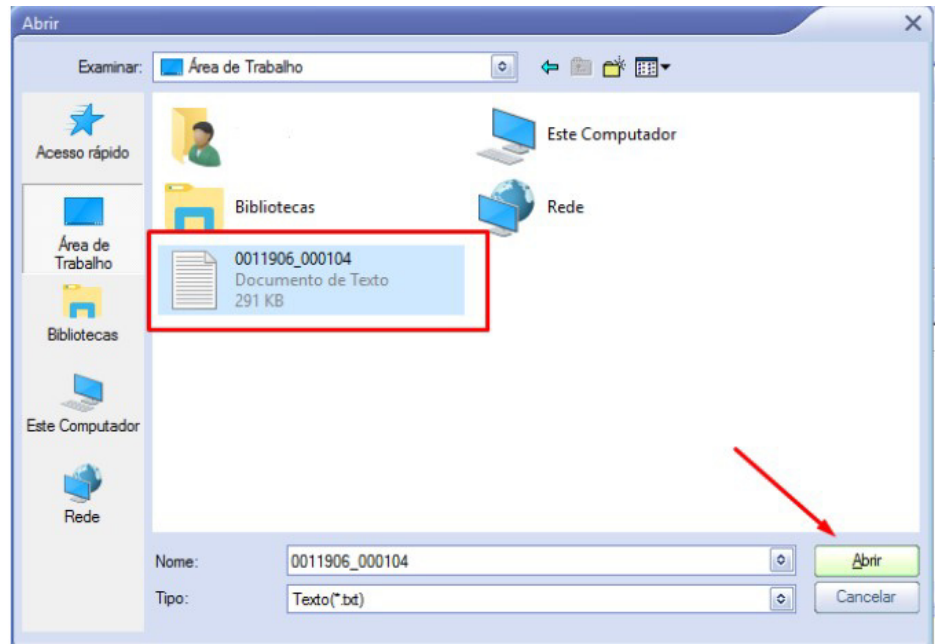 Abrir
Examinar:
Área de Trabalho
Acesso rápido
Área de
Trabalho
Bibliotecas
Este Computador
Rede
Este Computador
Bibliotecas
Rede
0011906_000104
Documento de Texto
291 KB
Nome:
0011906_000104
Abrir
Tipo:
Texto(*.txt)
Cancelar